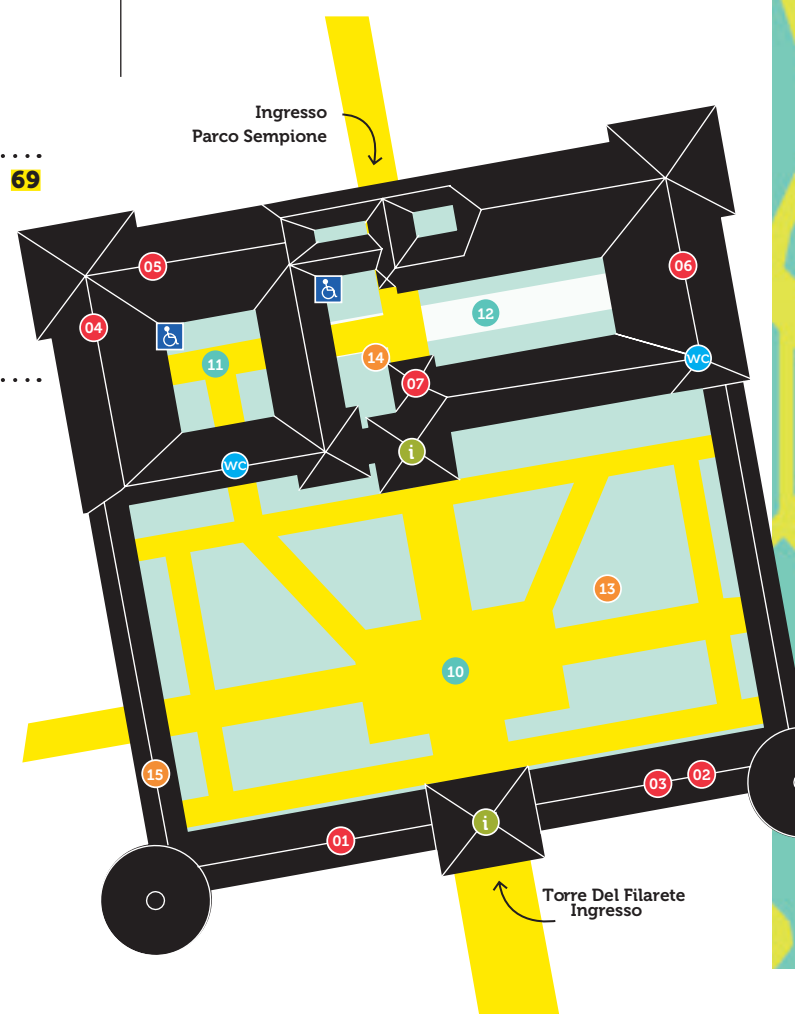 Ingresso
Parco Sempione
69
05
06
04
12
11
14
WC
07
i
WC
13
10
15
03
02
i
01
Torre Del Filarete
Ingresso